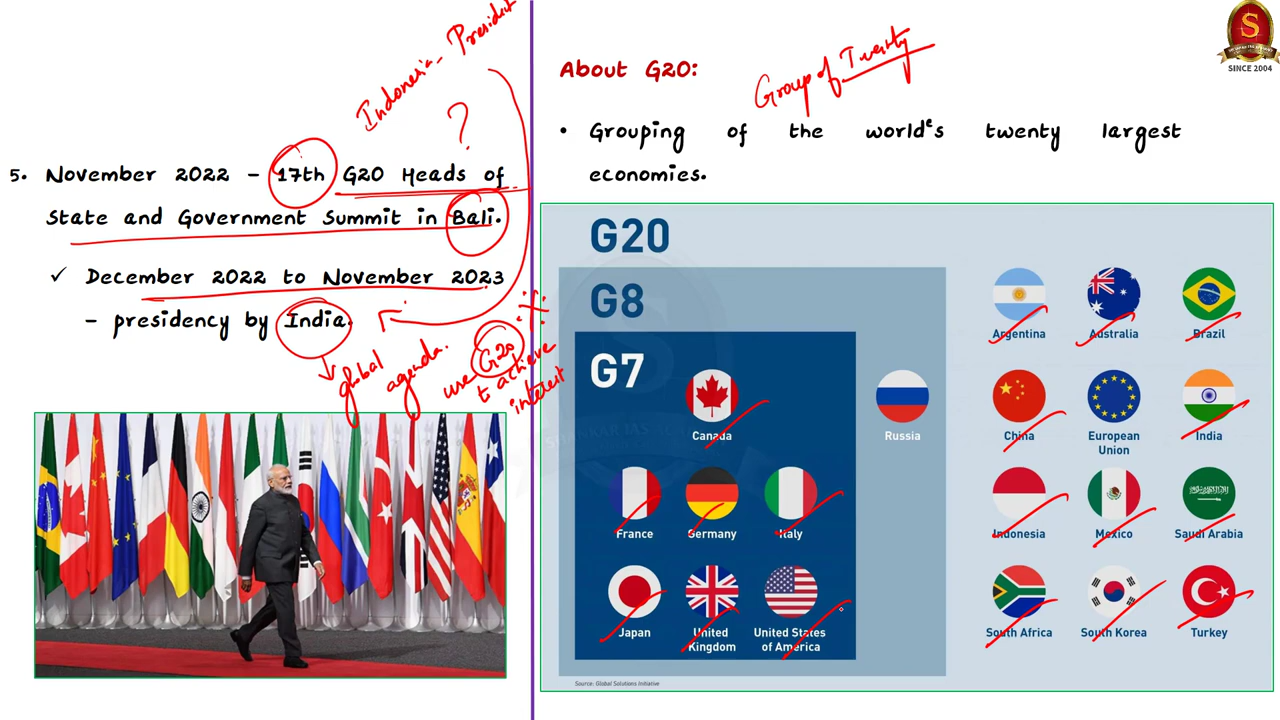 Indonesia - President
?
5. November 2022 - 17th G20 Heads of
State and Government Summit in Bali.
✓ December 2022 to November 2023
- presidency by India.
global
agenda.
use G20
to achieve
interest
SINCE 2004
About G20:
Group of Twenty
• Grouping of the world's twenty largest
economies.
G20
G8
G7
Canada
France
Germany
Italy
Japan
United
Kingdom
United States
of America
Russia
Argentina
Australia
Brazil
China
European
Union
India
Indonesia
Mexico
Saudi Arabia
South Africa
South Korea
Turkey
Source: Global Solutions Initiative